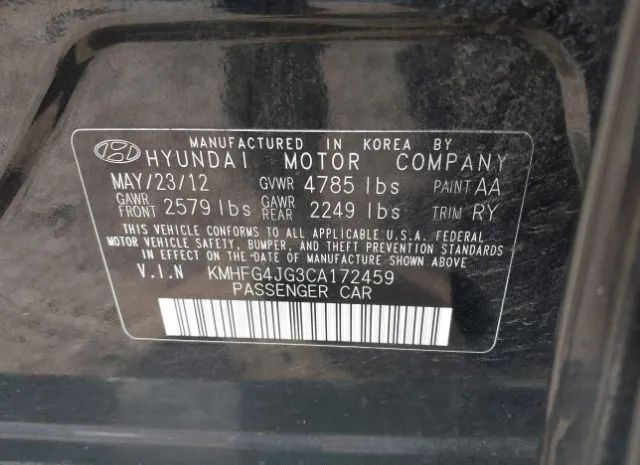 MANUFACTURED IN KOREA BY
HYUNDAI MOTOR COMPANY
MAY/23/12 GVWR 4785 lbs PAINT AA
GAWR FRONT 2579 lbs GAWR REAR 2249 lbs TRIM RY
THIS VEHICLE CONFORMS TO ALL APPLICABLE U.S.A. FEDERAL
MOTOR VEHICLE SAFETY, BUMPER, AND THEFT PREVENTION STANDARDS
IN EFFECT ON THE DATE OF MANUFACTURE SHOWN ABOVE.
V.I.N KMHFG4JG3CA172459
PASSENGER CAR